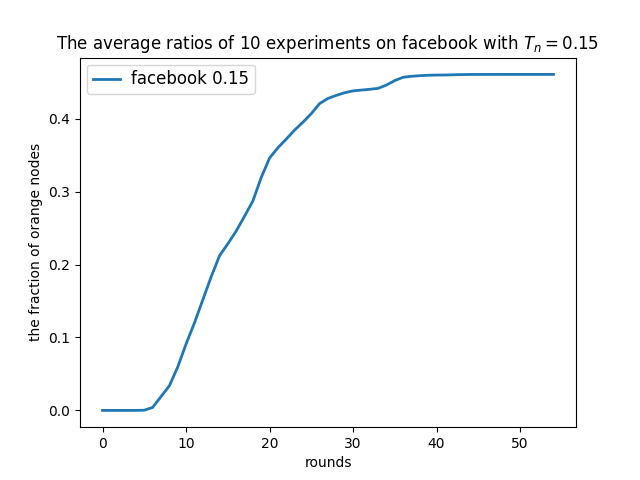 The average ratios of 10 experiments on facebook with Tₙ = 0.15
facebook 0.15
the fraction of orange nodes
0.4
0.3
0.2
0.1
0.0
0 10 20 30 40 50
rounds